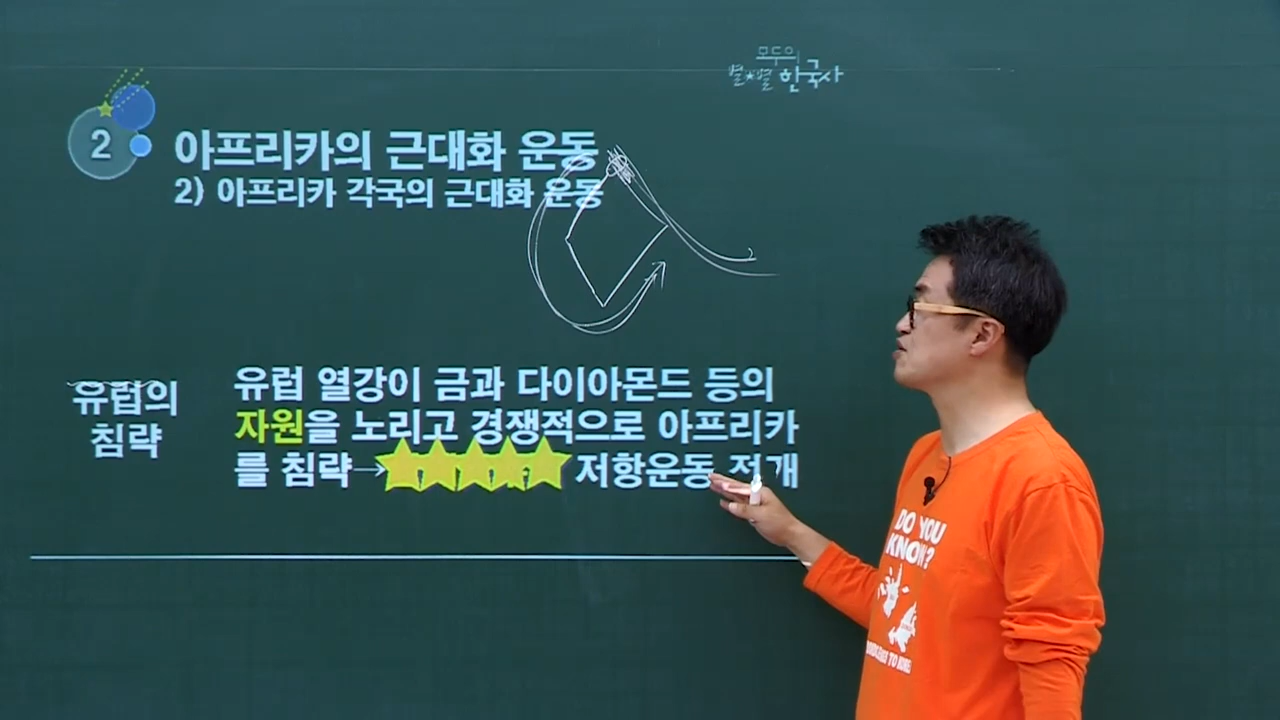 모두의
별★별 한국사
2
아프리카의 근대화 운동
2) 아프리카 각국의 근대화 운동
유럽의
침략
유럽 열강이 금과 다이아몬드 등의
자원을 노리고 경쟁적으로 아프리카
를 침략→ 저항운동 전개
DO YOU
KNOW?